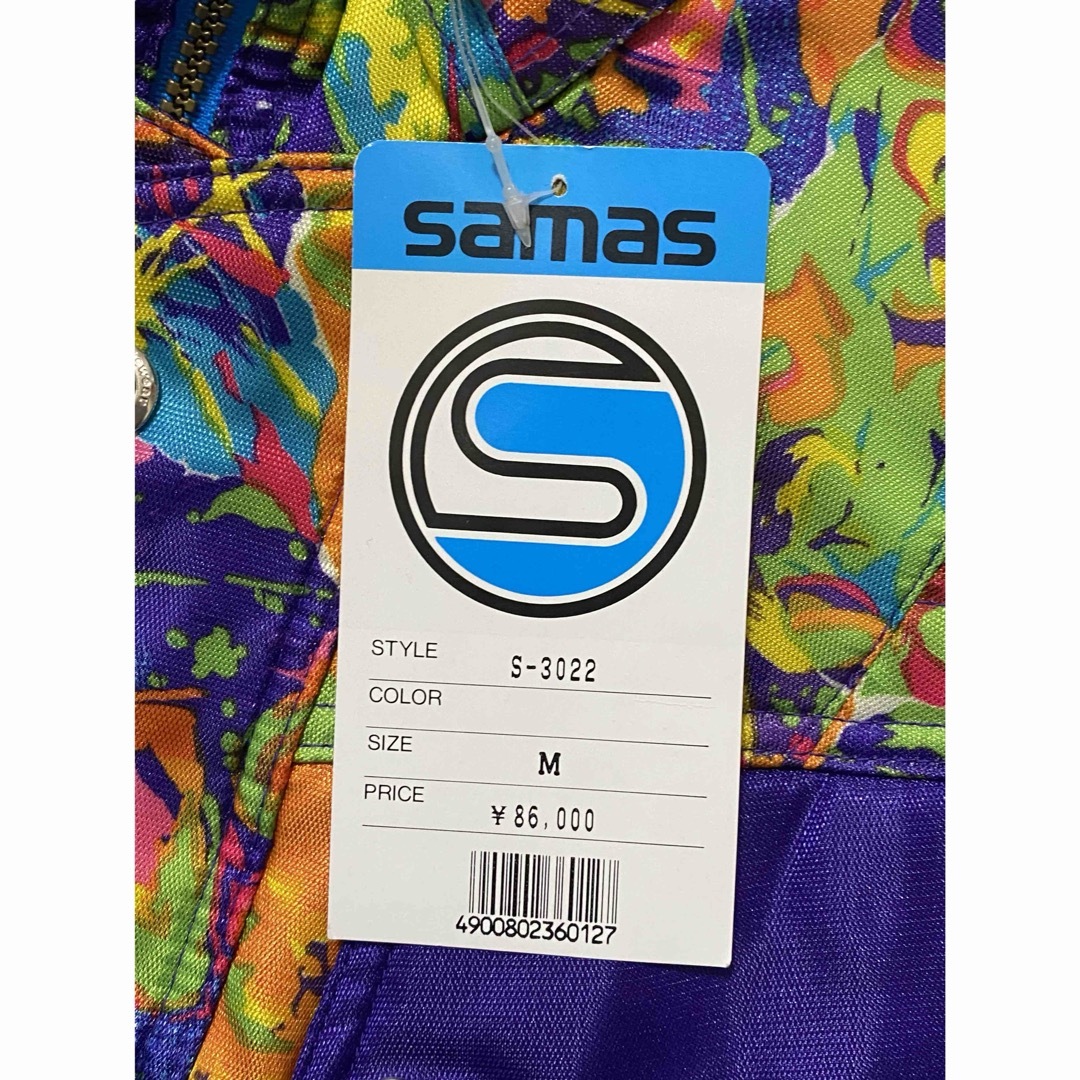 samas
STYLE S-3022
COLOR
SIZE M
PRICE ¥86,000
4900802360127